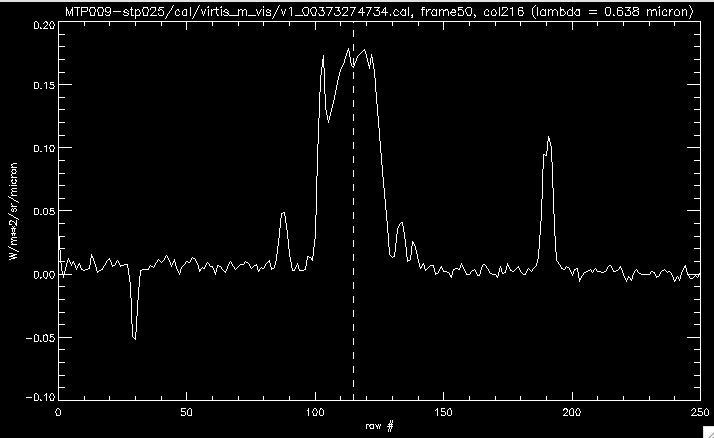 MTP009-stp025/cal/virtis_m_vis/v1_00373274734.cal, frame50, col216 (lambda = 0.638 micron)
0.20
0.15
0.10
0.05
0.00
-0.05
-0.10
W/m**2/sr/micron
0 50 100 150 200 250
raw #